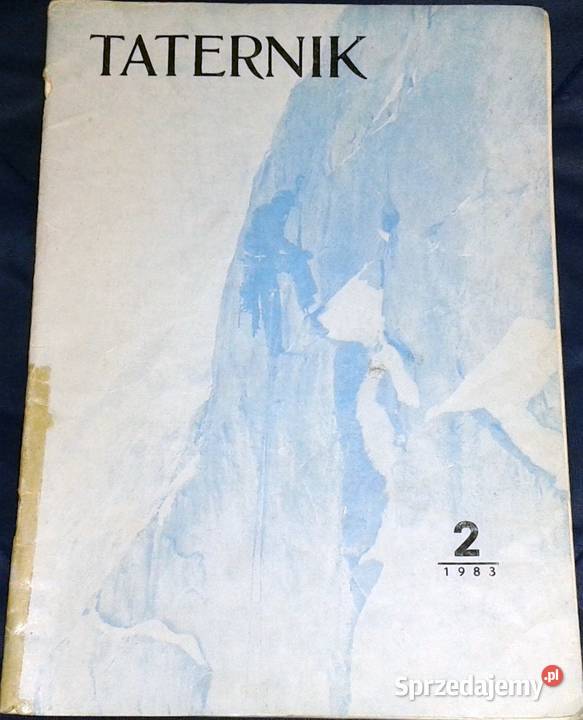 TATERNIK
2
1983
Sprzedajemy.pl